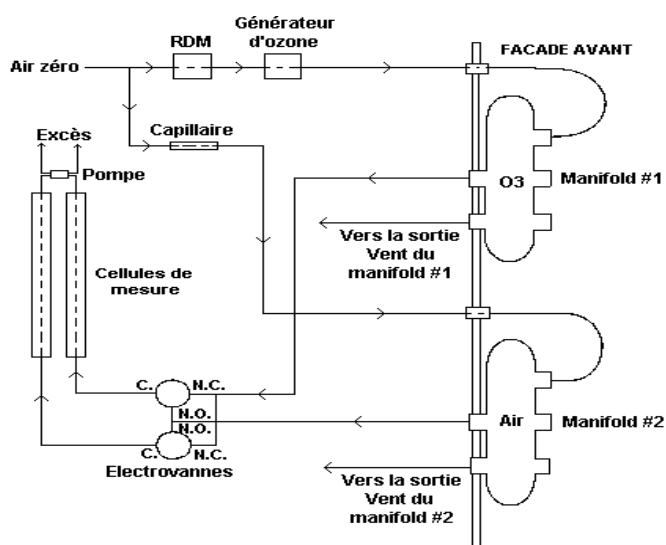 Générateur
d'ozone
RDM
FACADE AVANT
Air zéro
Capillaire
Excès
Pompe
O3
Manifold #1
Vers la sortie
Vent du
manifold #1
Cellules de
mesure
C.
N.C.
N.O.
N.O.
C.
N.C.
Electrovannes
Air
Manifold #2
Vers la sortie
Vent du
manifold #2